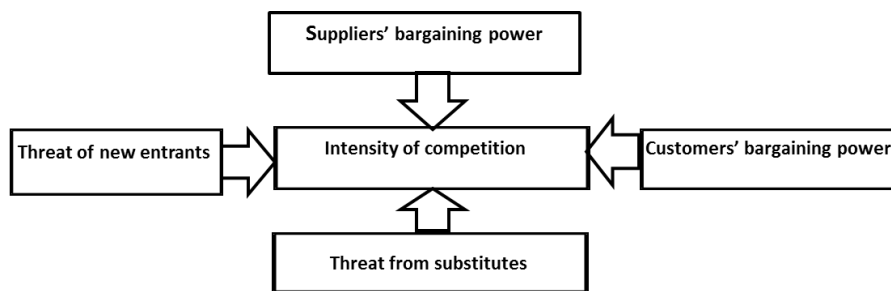 Suppliers’ bargaining power
Threat of new entrants
Intensity of competition
Customers’ bargaining power
Threat from substitutes